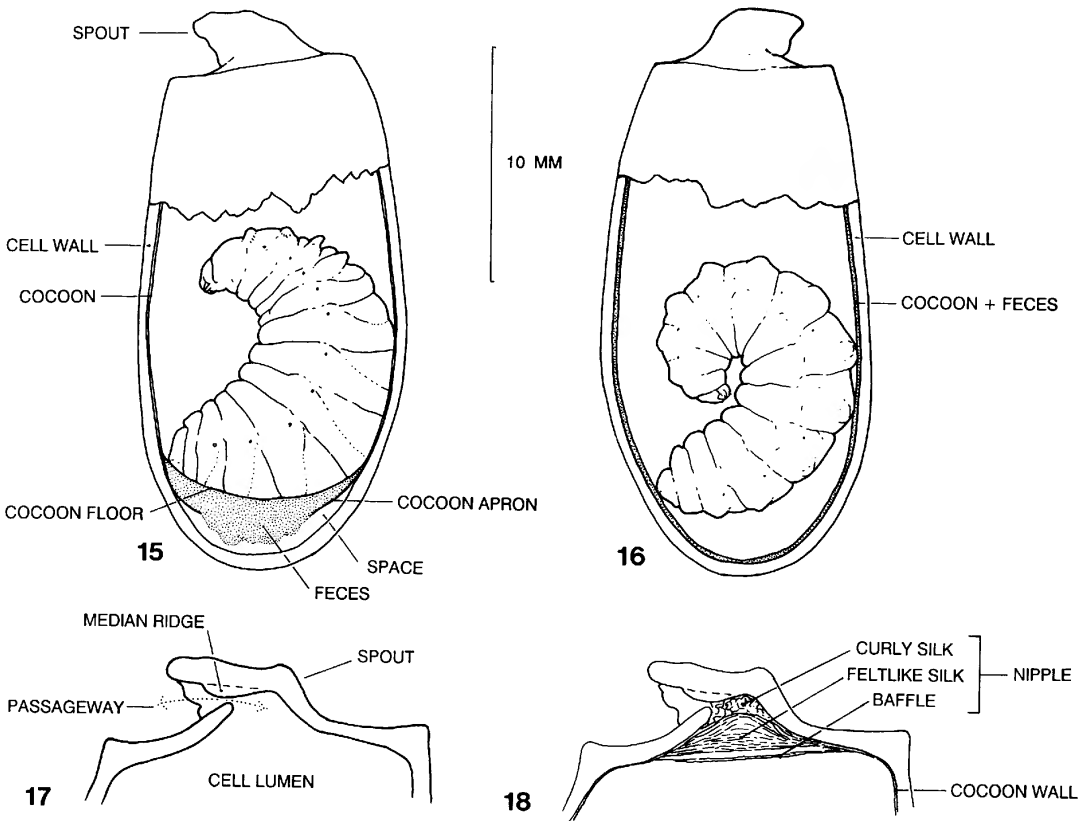 SPOUT
10 MM
CELL WALL
COCOON
COCOON FLOOR
COCOON APRON
15
SPACE
FECES
CELL WALL
COCOON + FECES
16
MEDIAN RIDGE
SPOUT
PASSAGEWAY
CELL LUMEN
17
CURLY SILK
FELTLIKE SILK
NIPPLE
BAFFLE
COCOON WALL
18